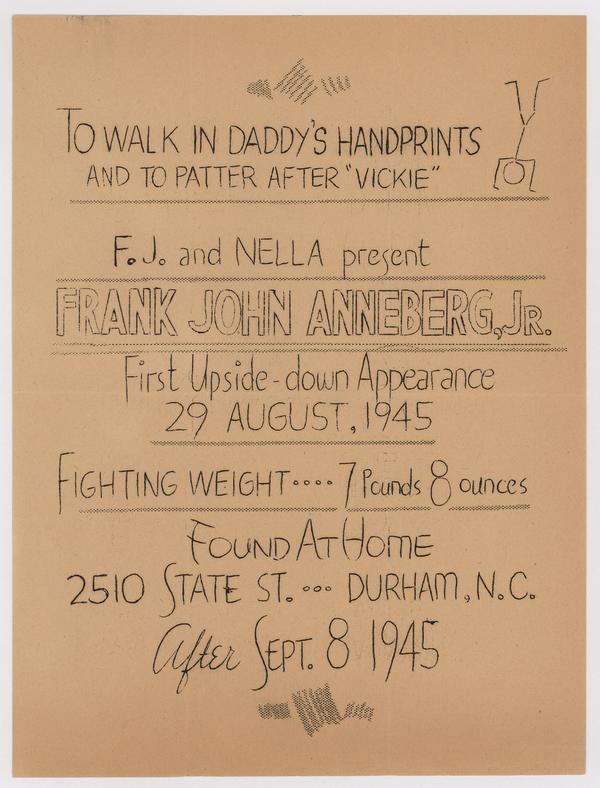 TO WALK IN DADDY'S HANDPRINTS
AND TO PATTER AFTER "VICKIE"
F.J. and NELLA present
FRANK JOHN ANNEBERG, JR.
First Upside-down Appearance
29 AUGUST, 1945
FIGHTING WEIGHT.... 7 Pounds 8 ounces
FOUND AT HOME
2510 STATE ST. ... DURHAM, N.C.
After SEPT. 8 1945